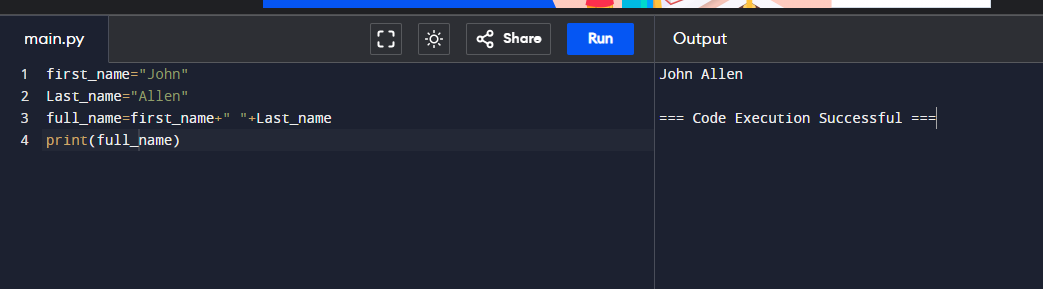 main.py Share Run Output
1 first_name="John"
2 Last_name="Allen"
3 full_name=first_name+" "+Last_name
4 print(full_name)
John Allen
=== Code Execution Successful ===